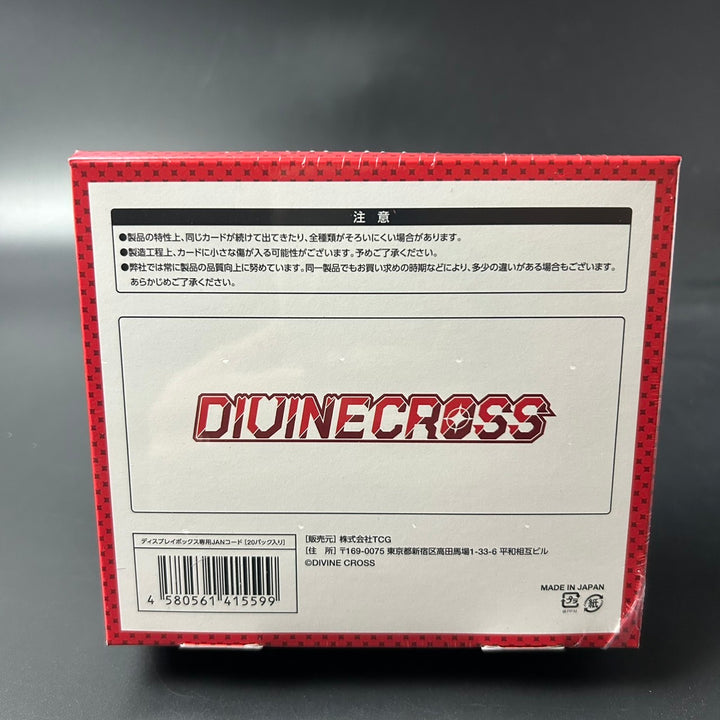 注意
●製品の特性上、同じカードが続けて出てきたり、全種類がそろいにくい場合があります。
●製造工程上、カードに小さな傷が入る可能性がございます。予めご了承ください。
●弊社では常に製品の品質向上に努めています。同一製品でもお買い求めの時期などにより、多少の違いがある場合もございます。
あらかじめご了承ください。
DIVINECROSS
ディスプレイボックス専用JANコード [20パック入り]
4 580561 415599
[販売元] 株式会社TCG
[住 所] 〒169-0075 東京都新宿区高田馬場1-33-6 平和相互ビル
©DIVINE CROSS
MADE IN JAPAN
プラ 紙